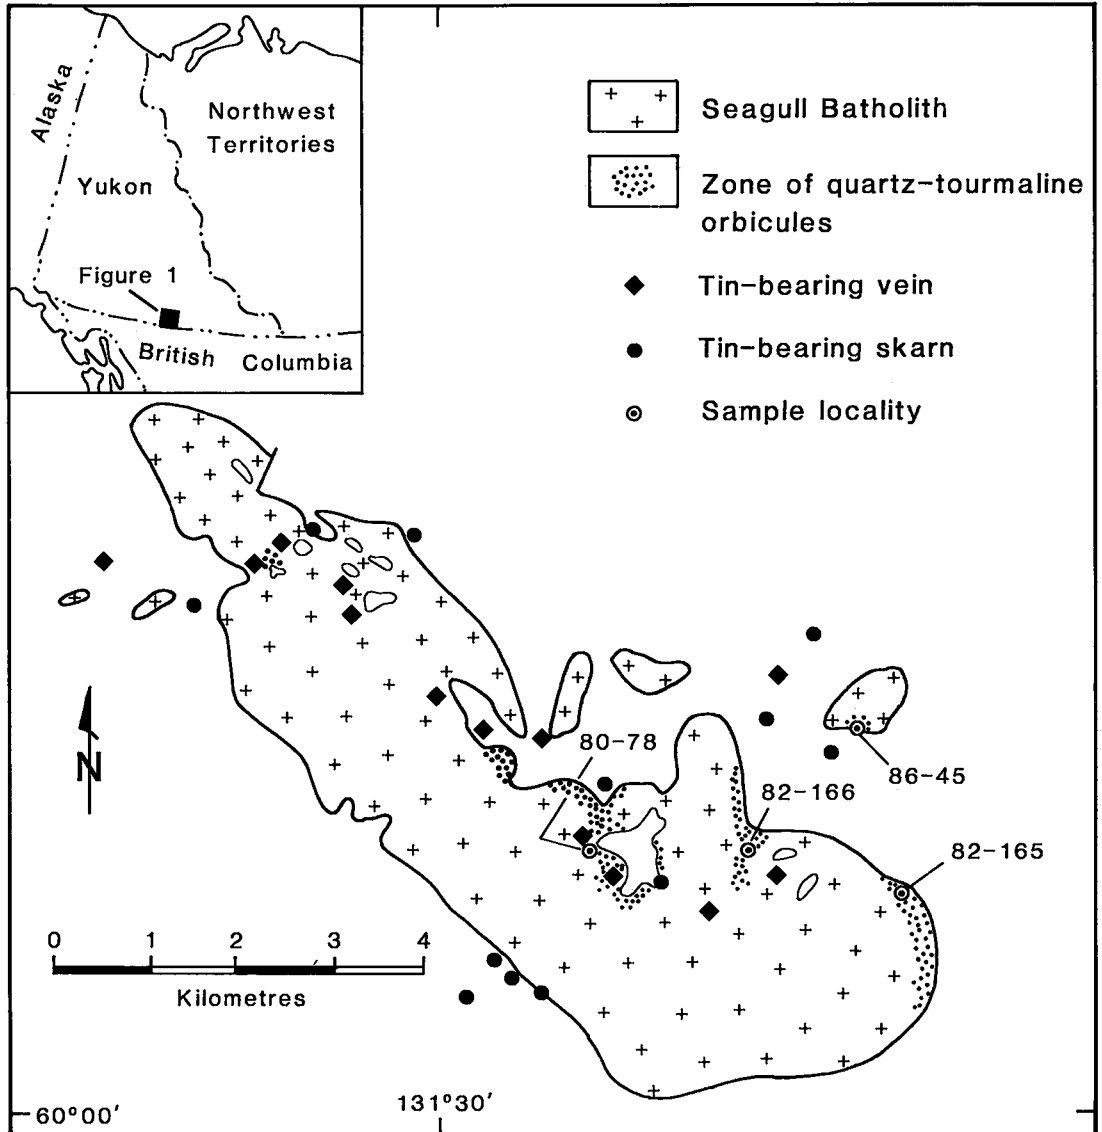 Alaska
Northwest
Territories
Yukon
Figure 1
British Columbia
Seagull Batholith
Zone of quartz-tourmaline
orbicules
Tin-bearing vein
Tin-bearing skarn
Sample locality
80-78
86-45
82-166
82-165
N
0 1 2 3 4
Kilometres
60°00'
131°30'